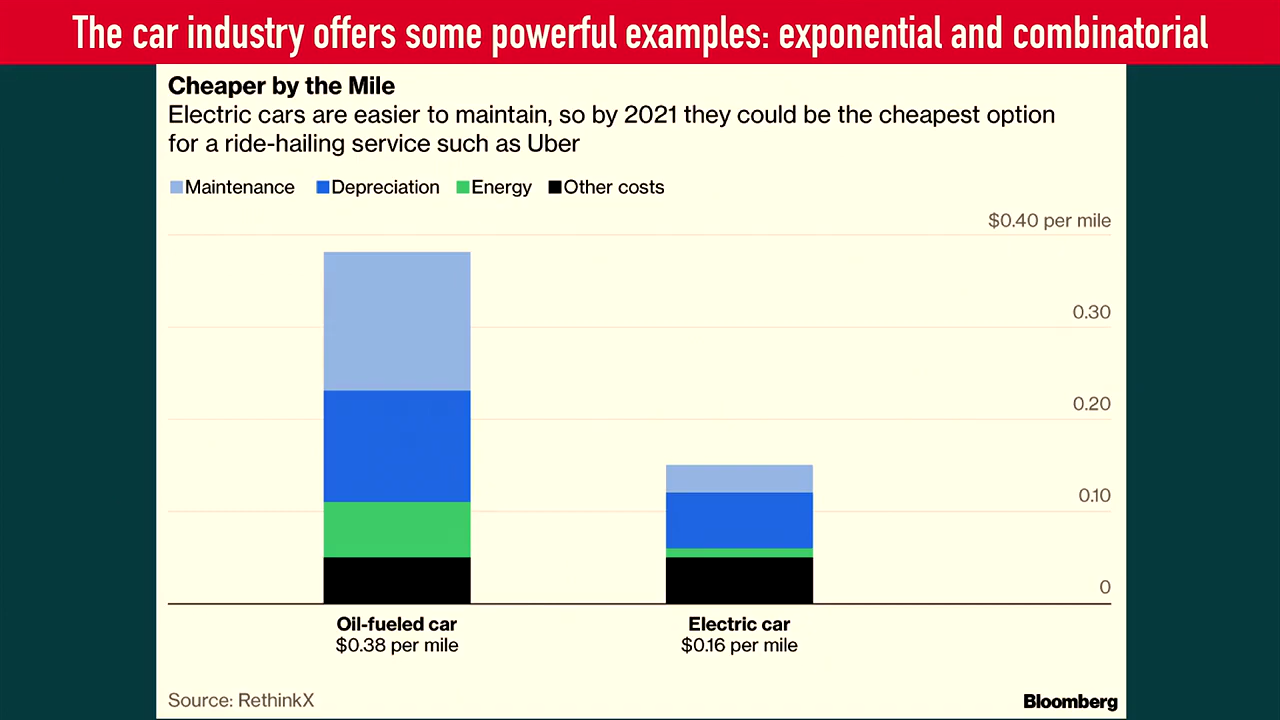 The car industry offers some powerful examples: exponential and combinatorial
Cheaper by the Mile
Electric cars are easier to maintain, so by 2021 they could be the cheapest option
for a ride-hailing service such as Uber
Maintenance Depreciation Energy Other costs
$0.40 per mile
0.30
0.20
0.10
0
Oil-fueled car Electric car
$0.38 per mile $0.16 per mile
Source: RethinkX Bloomberg